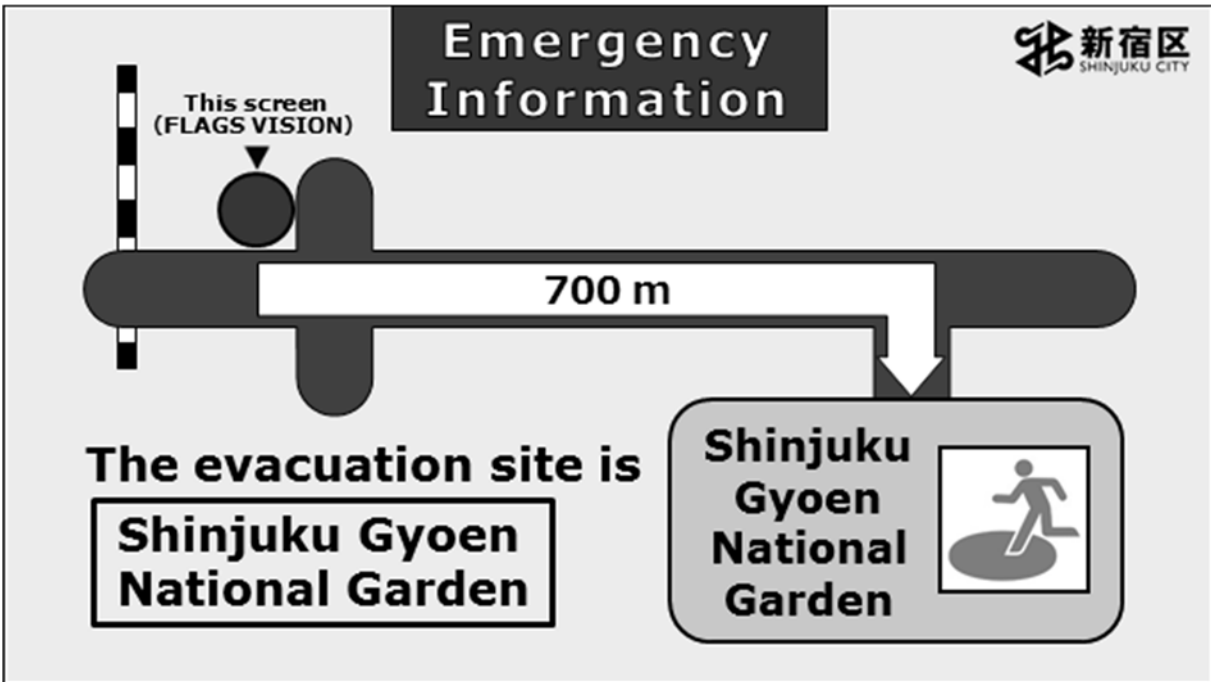 Emergency
Information
新宿区
SHINJUKU CITY
This screen
(FLAGS VISION)
700 m
The evacuation site is
Shinjuku Gyoen
National Garden
Shinjuku
Gyoen
National
Garden